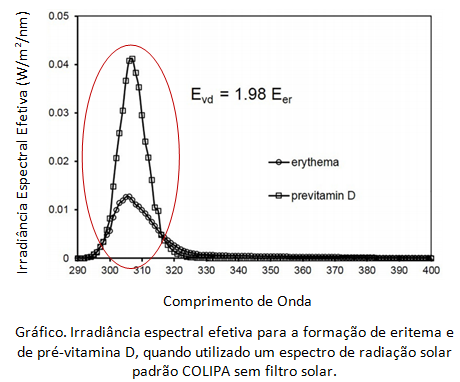 Irradiância Espectral Efetiva (W/m²/nm)
0.05
0.04
0.03
0.02
0.01
0
E_vd = 1.98 E_er
erythema
previtamin D
290 300 310 320 330 340 350 360 370 380 390 400
Comprimento de Onda
Gráfico. Irradiância espectral efetiva para a formação de eritema e
de pré-vitamina D, quando utilizado um espectro de radiação solar
padrão COLIPA sem filtro solar.